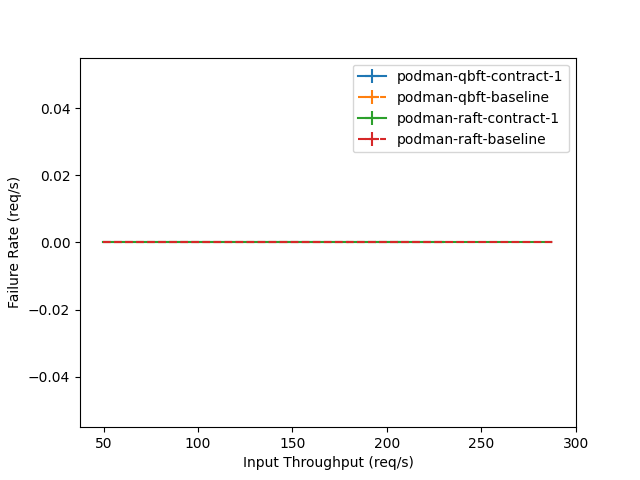 podman-qbft-contract-1
podman-qbft-baseline
podman-raft-contract-1
podman-raft-baseline
0.04
0.02
0.00
−0.02
−0.04
Failure Rate (req/s)
50 100 150 200 250 300
Input Throughput (req/s)